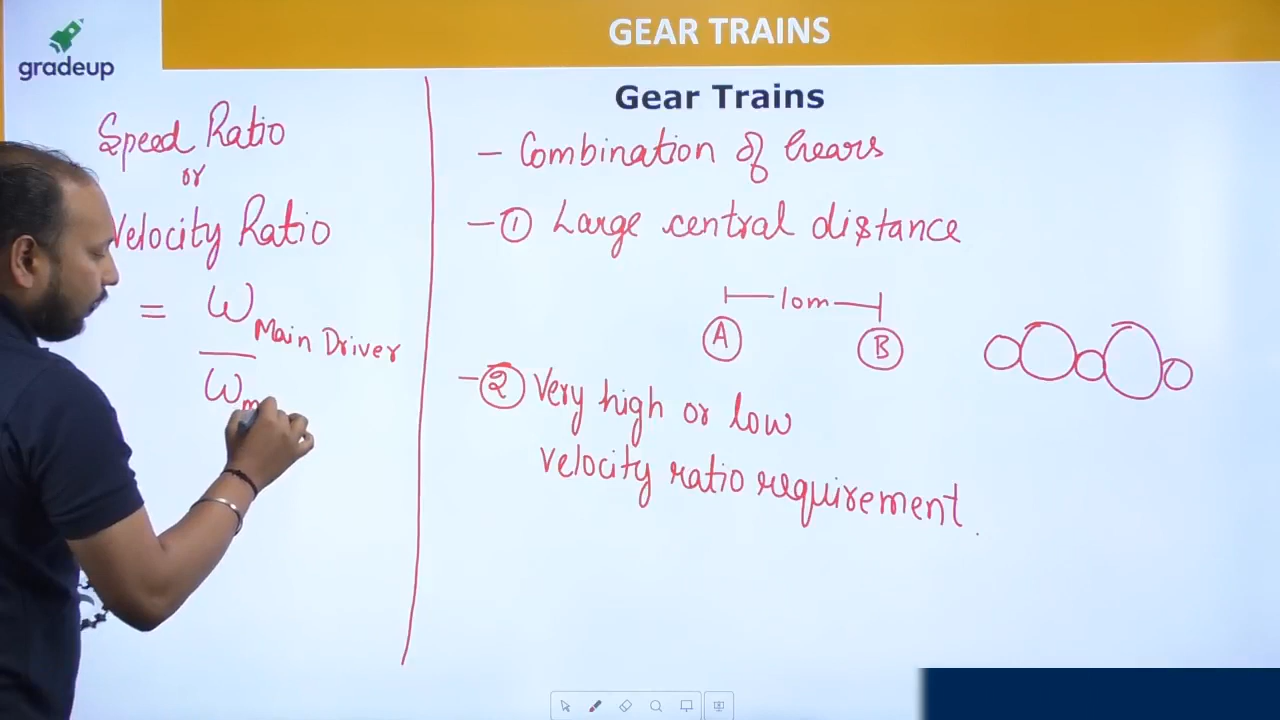 GEAR TRAINS
gradeup
Gear Trains
Speed Ratio
or
Velocity Ratio
= ω Main Driver
ω m
- Combination of Gears
- ① Large central distance
10m
A
B
- ② Very high or low
velocity ratio requirement